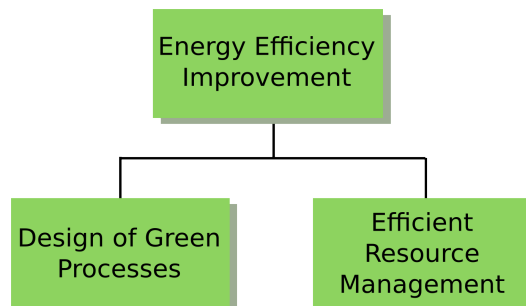 Energy Efficiency
Improvement
Design of Green
Processes
Efficient
Resource
Management